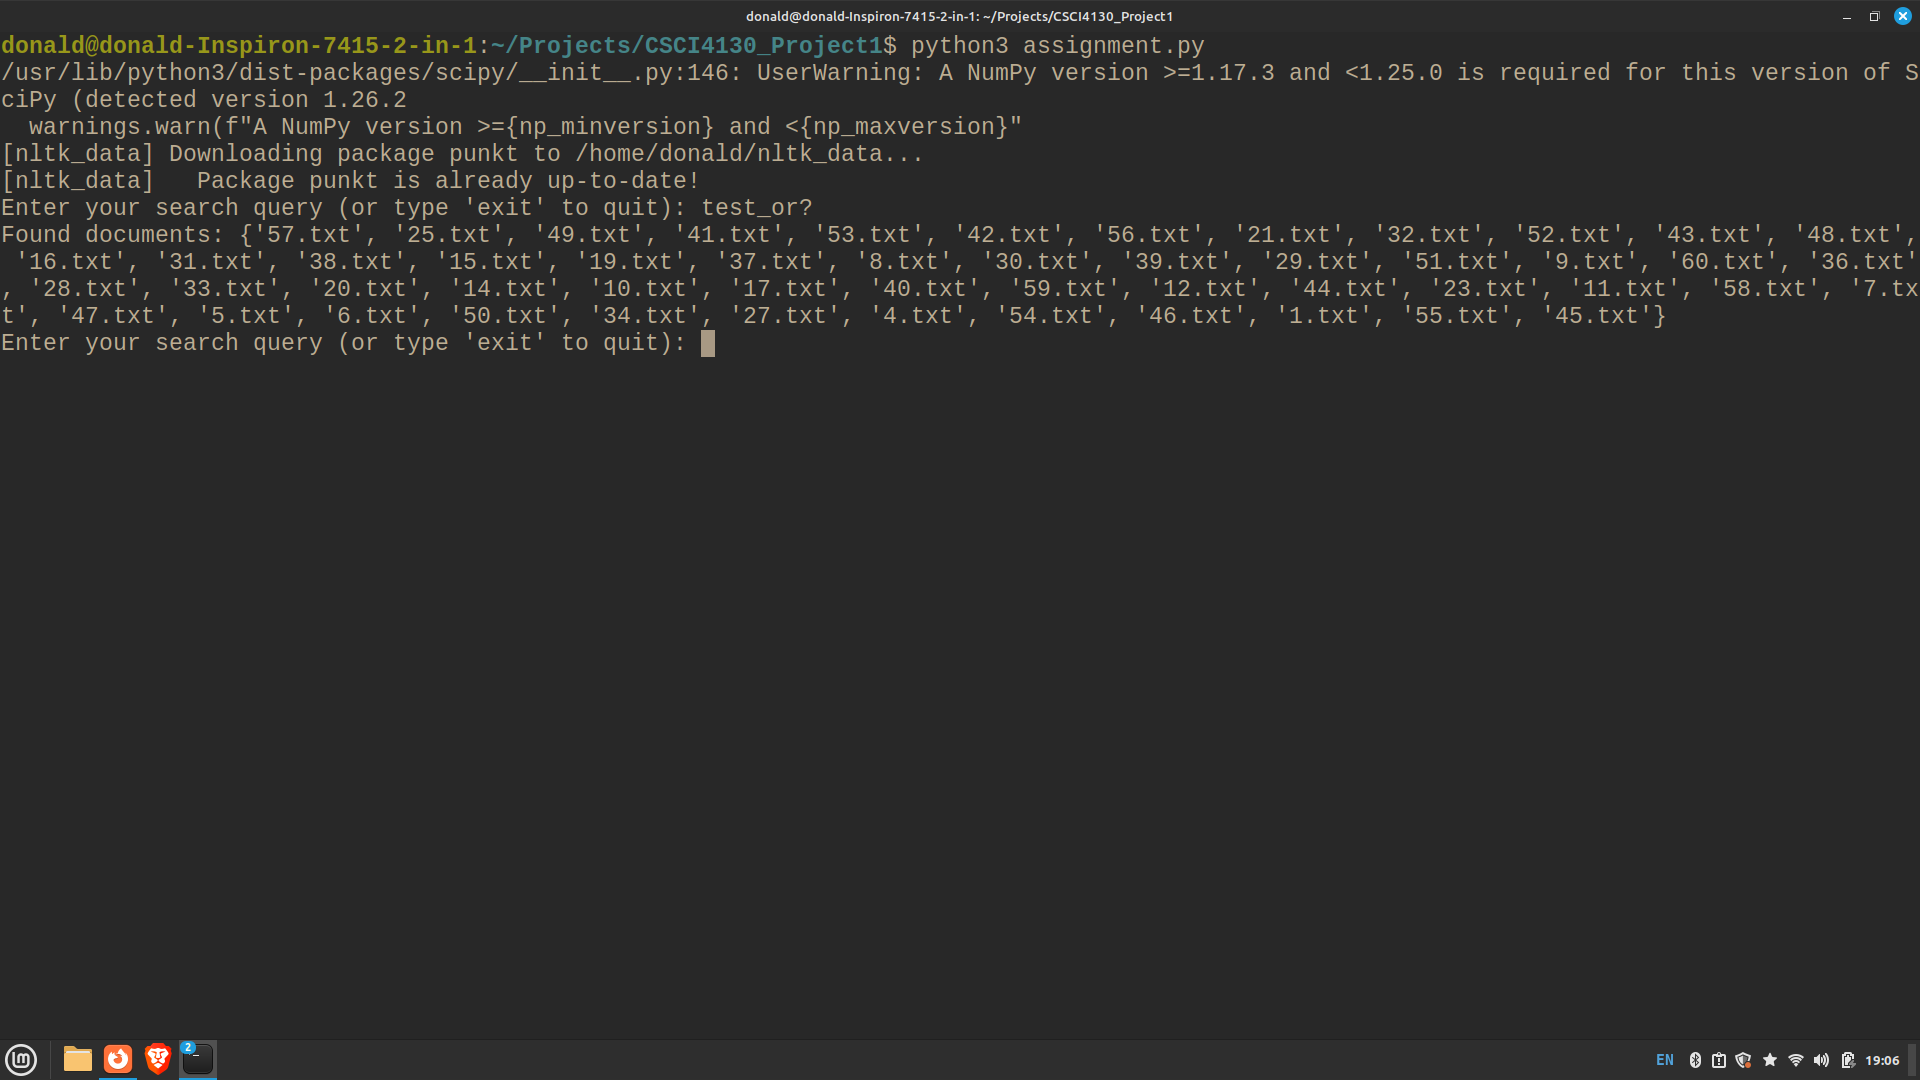 donald@donald-Inspiron-7415-2-in-1: ~/Projects/CSCI4130_Project1
donald@donald-Inspiron-7415-2-in-1:~/Projects/CSCI4130_Project1$ python3 assignment.py
/usr/lib/python3/dist-packages/scipy/__init__.py:146: UserWarning: A NumPy version >=1.17.3 and <1.25.0 is required for this version of S
ciPy (detected version 1.26.2
  warnings.warn(f"A NumPy version >={np_minversion} and <{np_maxversion}"
[nltk_data] Downloading package punkt to /home/donald/nltk_data...
[nltk_data]   Package punkt is already up-to-date!
Enter your search query (or type 'exit' to quit): test_or?
Found documents: {'57.txt', '25.txt', '49.txt', '41.txt', '53.txt', '42.txt', '56.txt', '21.txt', '32.txt', '52.txt', '43.txt', '48.txt',
 '16.txt', '31.txt', '38.txt', '15.txt', '19.txt', '37.txt', '8.txt', '30.txt', '39.txt', '29.txt', '51.txt', '9.txt', '60.txt', '36.txt'
, '28.txt', '33.txt', '20.txt', '14.txt', '10.txt', '17.txt', '40.txt', '59.txt', '12.txt', '44.txt', '23.txt', '11.txt', '58.txt', '7.tx
t', '47.txt', '5.txt', '6.txt', '50.txt', '34.txt', '27.txt', '4.txt', '54.txt', '46.txt', '1.txt', '55.txt', '45.txt'}
Enter your search query (or type 'exit' to quit):
2
EN 19:06